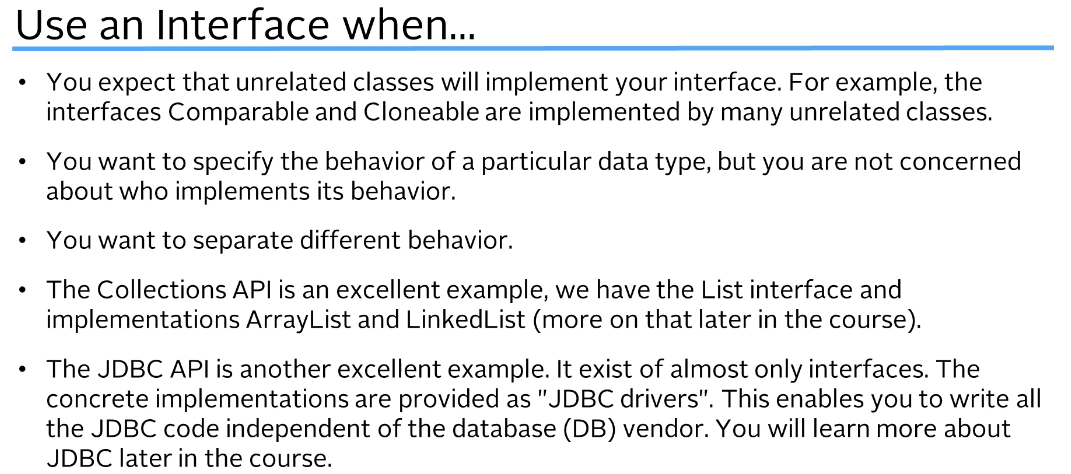 Use an Interface when...
• You expect that unrelated classes will implement your interface. For example, the
interfaces Comparable and Cloneable are implemented by many unrelated classes.
• You want to specify the behavior of a particular data type, but you are not concerned
about who implements its behavior.
• You want to separate different behavior.
• The Collections API is an excellent example, we have the List interface and
implementations ArrayList and LinkedList (more on that later in the course).
• The JDBC API is another excellent example. It exist of almost only interfaces. The
concrete implementations are provided as "JDBC drivers". This enables you to write all
the JDBC code independent of the database (DB) vendor. You will learn more about
JDBC later in the course.